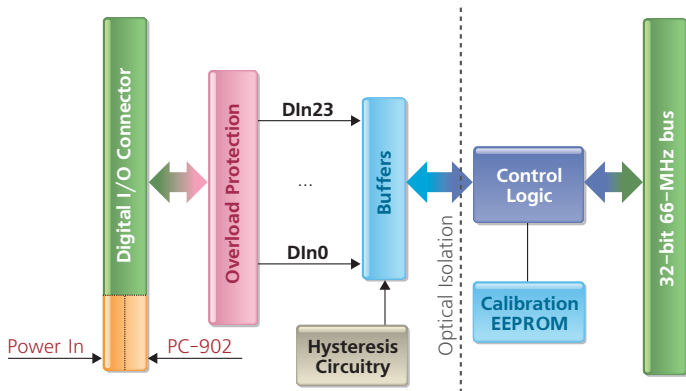 Digital I/O Connector
Power In
PC-902
Overload Protection
DIn23
...
DIn0
Buffers
Hysteresis
Circuitry
Optical Isolation
Control
Logic
Calibration
EEPROM
32-bit 66-MHz bus